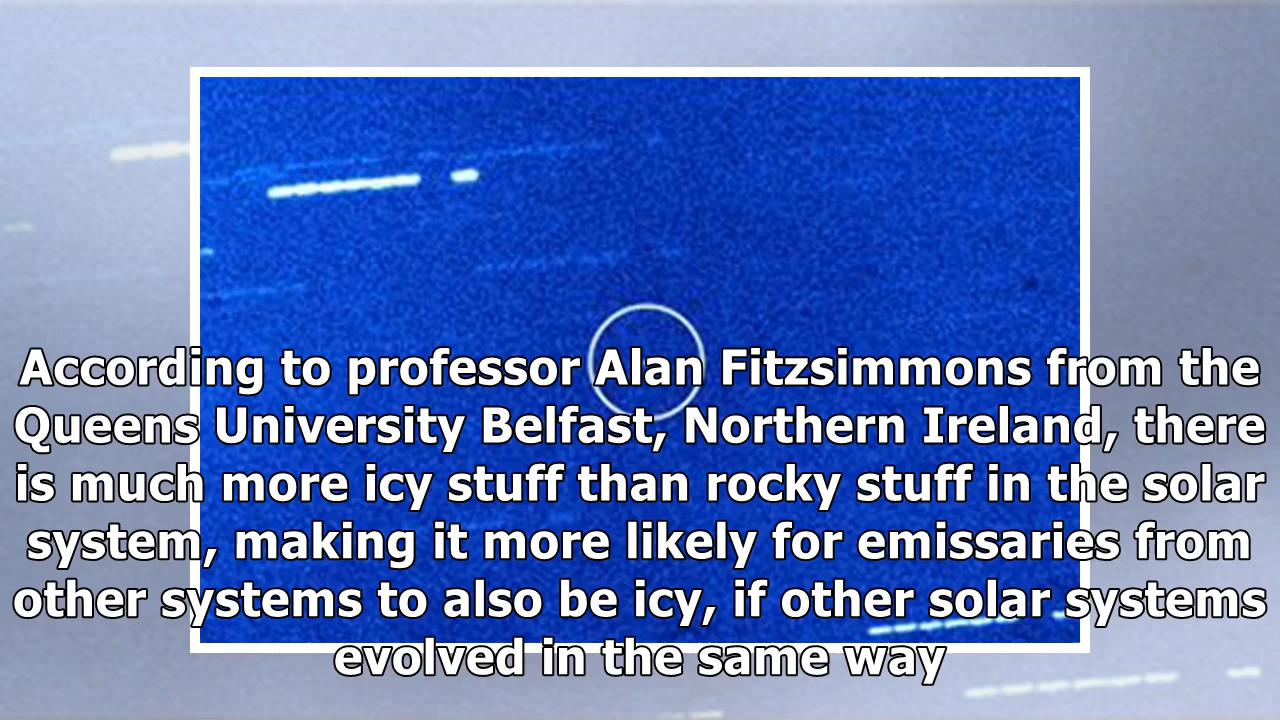 According to professor Alan Fitzsimmons from the
Queens University Belfast, Northern Ireland, there
is much more icy stuff than rocky stuff in the solar
system, making it more likely for emissaries from
other systems to also be icy, if other solar systems
evolved in the same way